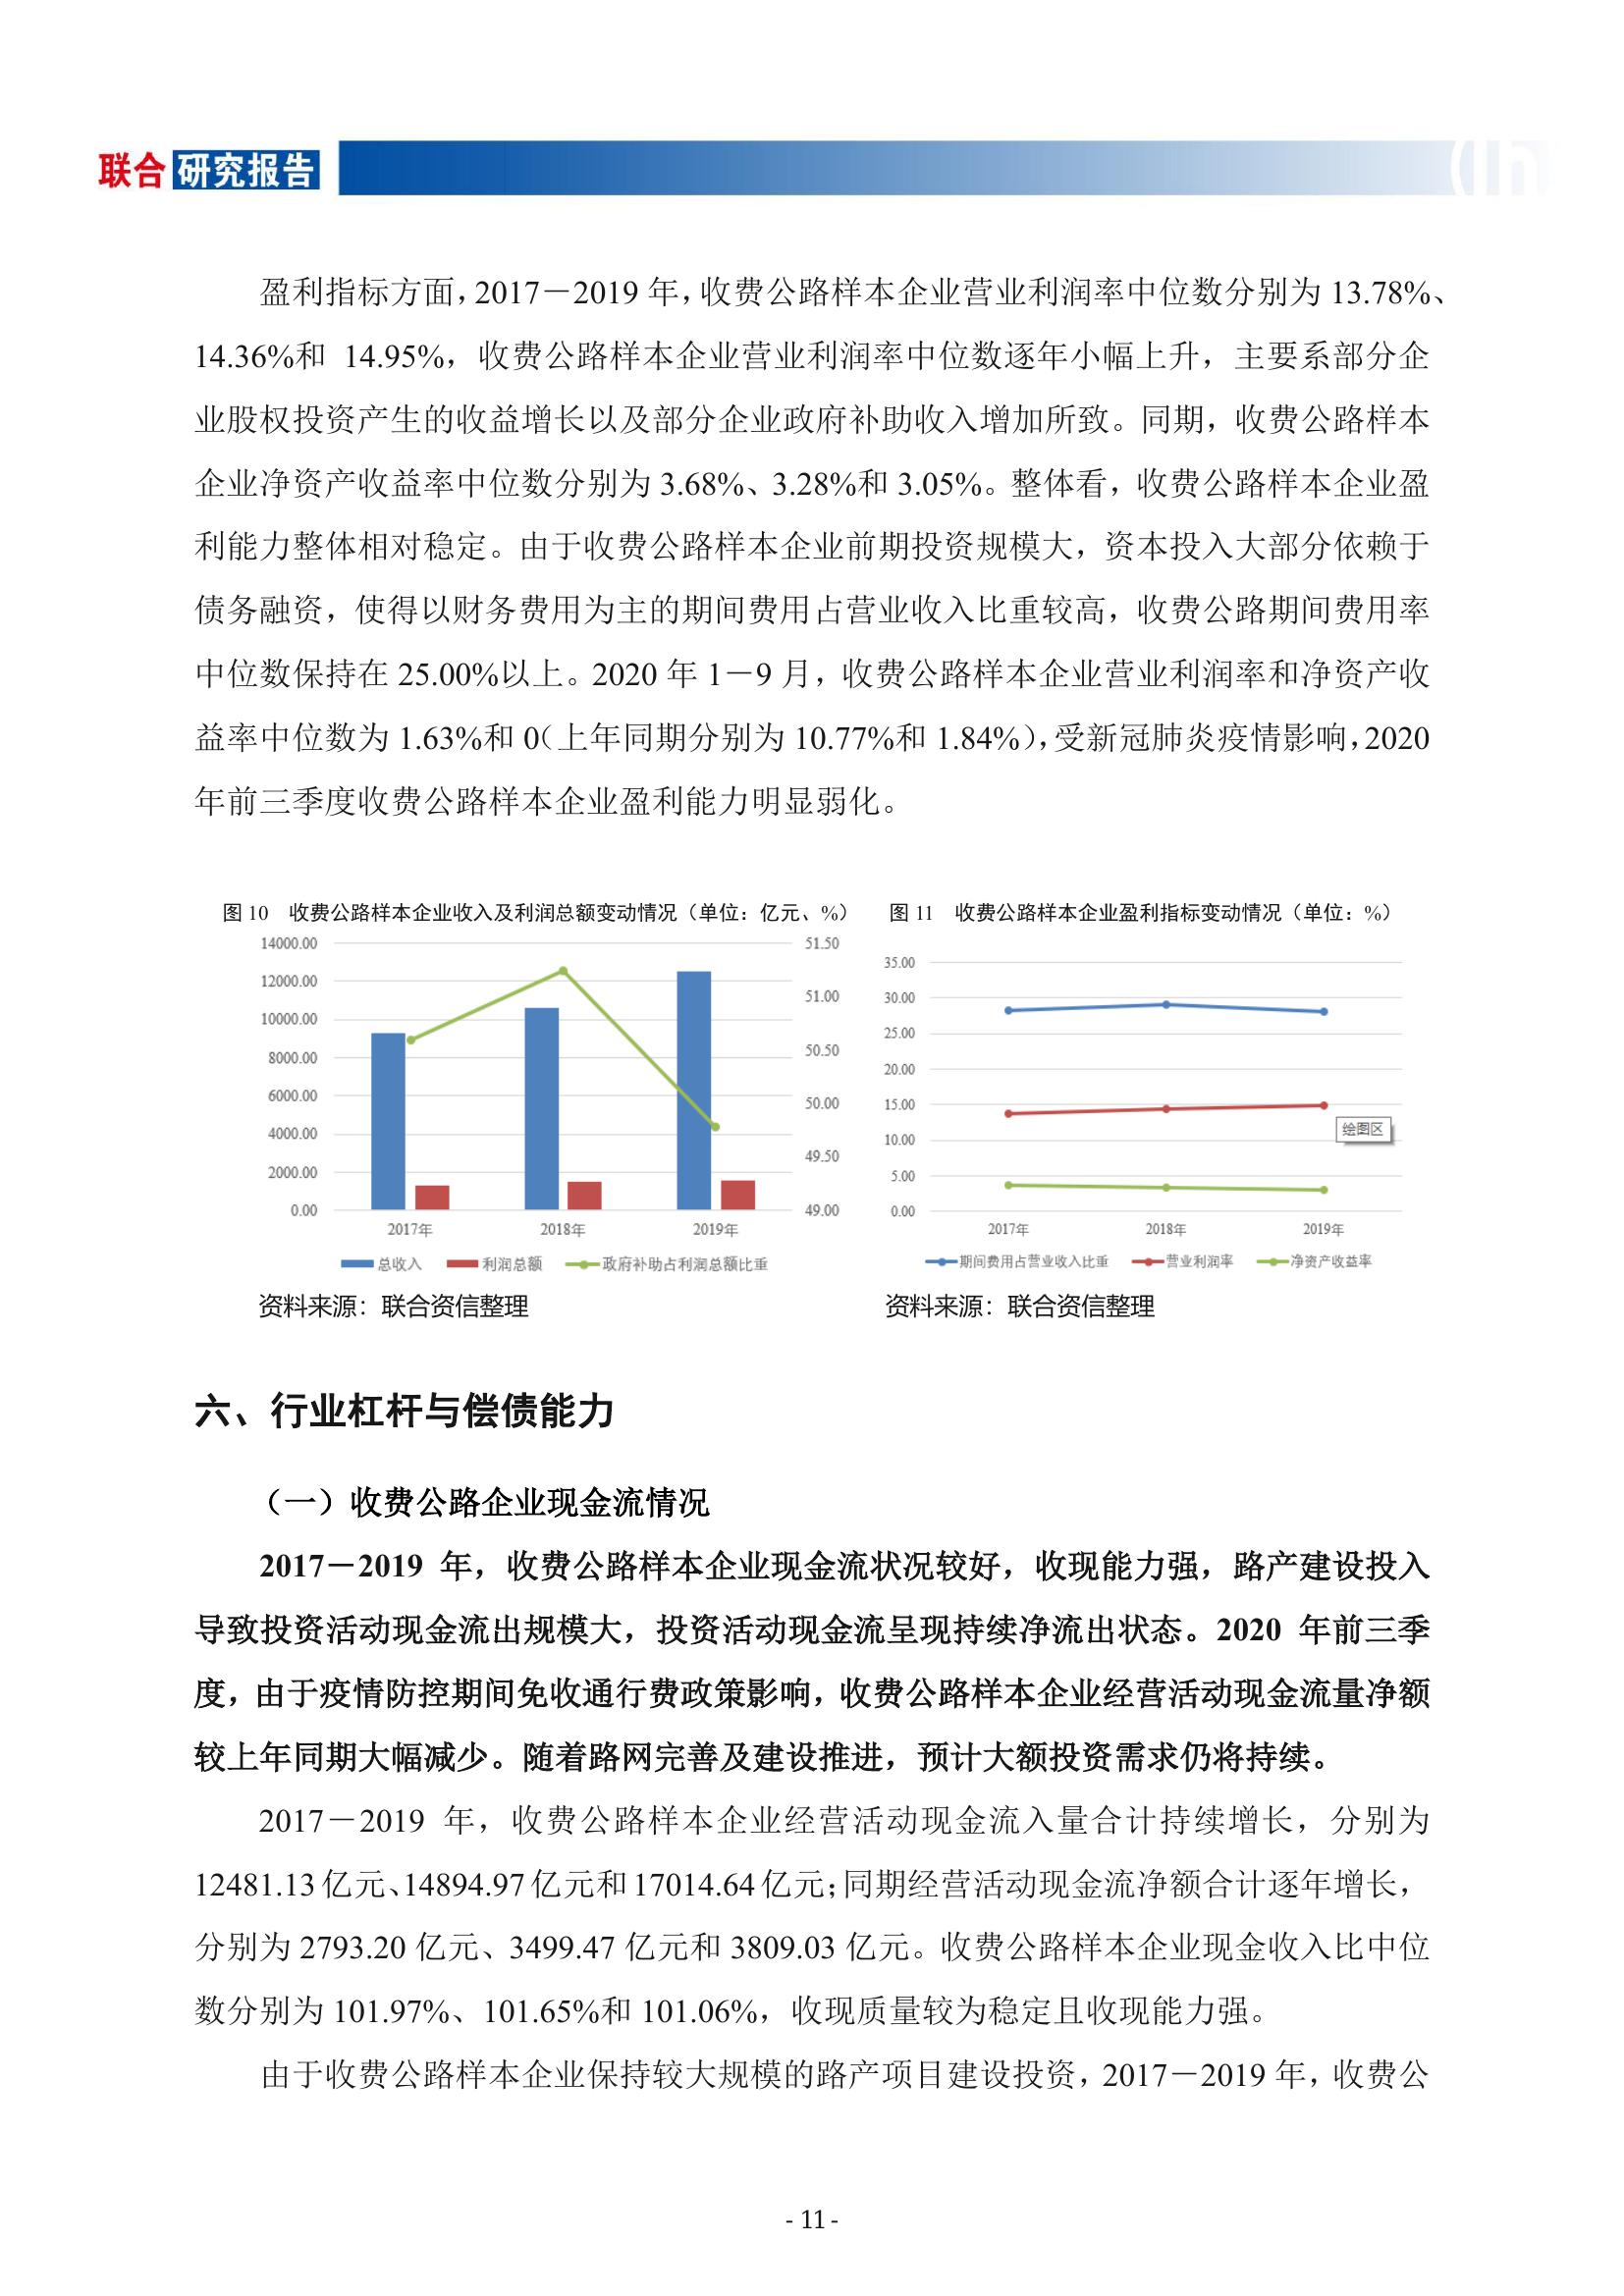 联合研究报告
盈利指标方面，2017－2019 年，收费公路样本企业营业利润率中位数分别为 13.78%、
14.36%和 14.95%，收费公路样本企业营业利润率中位数逐年小幅上升，主要系部分企
业股权投资产生的收益增长以及部分企业政府补助收入增加所致。同期，收费公路样本
企业净资产收益率中位数分别为 3.68%、3.28%和 3.05%。整体看，收费公路样本企业盈
利能力整体相对稳定。由于收费公路样本企业前期投资规模大，资本投入大部分依赖于
债务融资，使得以财务费用为主的期间费用占营业收入比重较高，收费公路期间费用率
中位数保持在 25.00%以上。2020 年 1－9 月，收费公路样本企业营业利润率和净资产收
益率中位数为 1.63%和 0（上年同期分别为 10.77%和 1.84%），受新冠肺炎疫情影响，2020
年前三季度收费公路样本企业盈利能力明显弱化。
图 10 收费公路样本企业收入及利润总额变动情况（单位：亿元、%）
14000.00
12000.00
10000.00
8000.00
6000.00
4000.00
2000.00
0.00
51.50
51.00
50.50
50.00
49.50
49.00
2017年 2018年 2019年
总收入 利润总额 政府补助占利润总额比重
资料来源：联合资信整理
图 11 收费公路样本企业盈利指标变动情况（单位：%）
35.00
30.00
25.00
20.00
15.00
10.00
5.00
0.00
绘图区
2017年 2018年 2019年
期间费用占营业收入比重 营业利润率 净资产收益率
资料来源：联合资信整理
六、行业杠杆与偿债能力
（一）收费公路企业现金流情况
2017－2019 年，收费公路样本企业现金流状况较好，收现能力强，路产建设投入
导致投资活动现金流出规模大，投资活动现金流呈现持续净流出状态。2020 年前三季
度，由于疫情防控期间免收通行费政策影响，收费公路样本企业经营活动现金流量净额
较上年同期大幅减少。随着路网完善及建设推进，预计大额投资需求仍将持续。
2017－2019 年，收费公路样本企业经营活动现金流入量合计持续增长，分别为
12481.13 亿元、14894.97 亿元和 17014.64 亿元；同期经营活动现金流净额合计逐年增长，
分别为 2793.20 亿元、3499.47 亿元和 3809.03 亿元。收费公路样本企业现金收入比中位
数分别为 101.97%、101.65%和 101.06%，收现质量较为稳定且收现能力强。
由于收费公路样本企业保持较大规模的路产项目建设投资，2017－2019 年，收费公
- 11 -